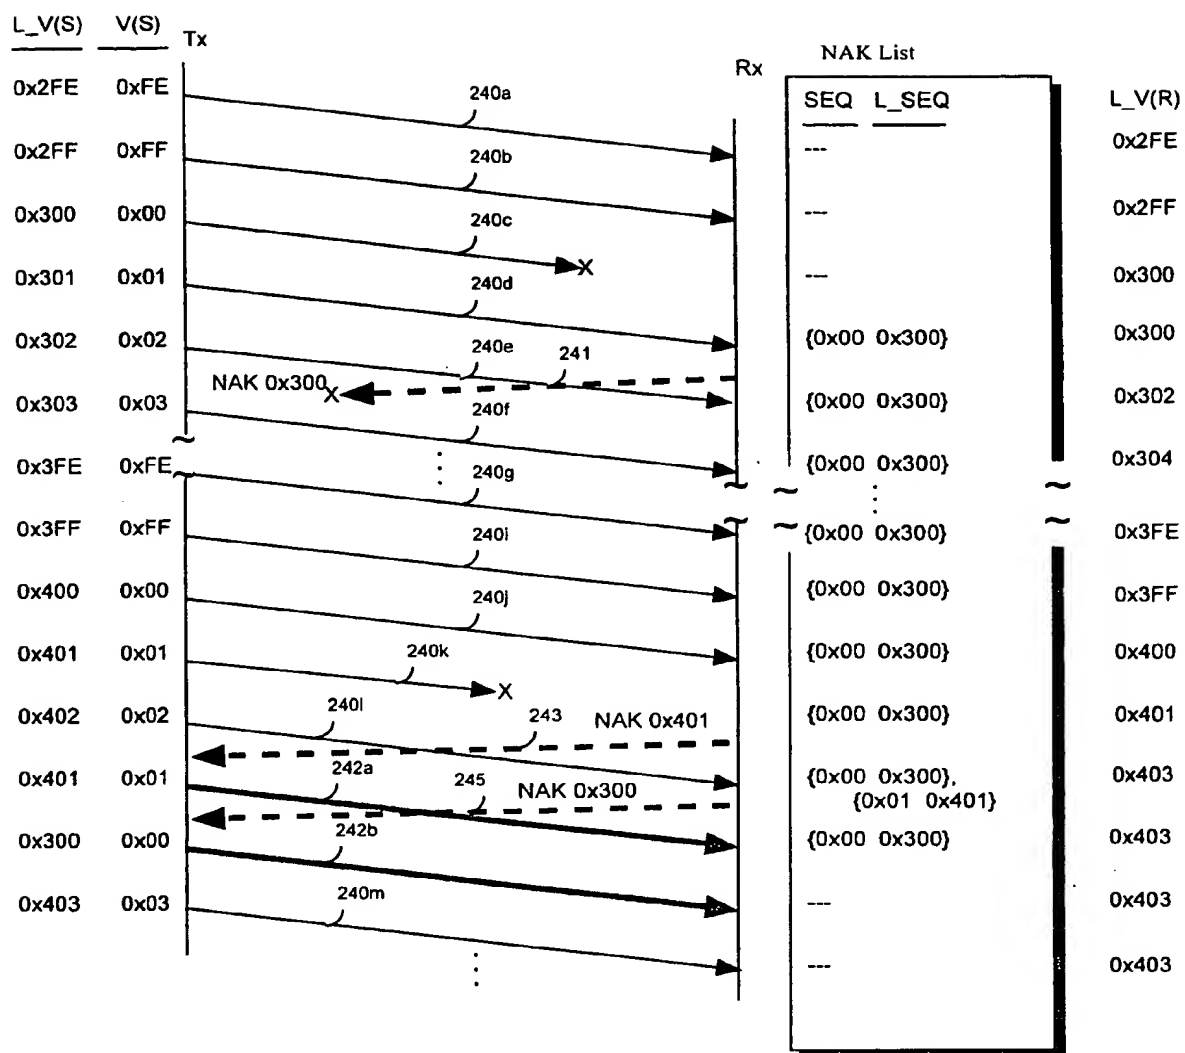 L_V(S) V(S) Tx
Rx
NAK List
SEQ L_SEQ
L_V(R)
0x2FE 0xFE
240a
---
0x2FE
0x2FF 0xFF
240b
---
0x2FF
0x300 0x00
240c
X
---
0x300
0x301 0x01
240d
{0x00 0x300}
0x300
0x302 0x02
240e
241
NAK 0x300
X
{0x00 0x300}
0x302
0x303 0x03
240f
{0x00 0x300}
0x304
0x3FE 0xFE
240g
{0x00 0x300}
0x3FE
0x3FF 0xFF
240i
{0x00 0x300}
0x3FF
0x400 0x00
240j
{0x00 0x300}
0x400
0x401 0x01
240k
X
{0x00 0x300}
0x401
0x402 0x02
240l
243
NAK 0x401
{0x00 0x300},
{0x01 0x401}
0x403
0x401 0x01
242a
245
NAK 0x300
{0x00 0x300}
0x403
0x300 0x00
242b
---
0x403
0x403 0x03
240m
---
0x403